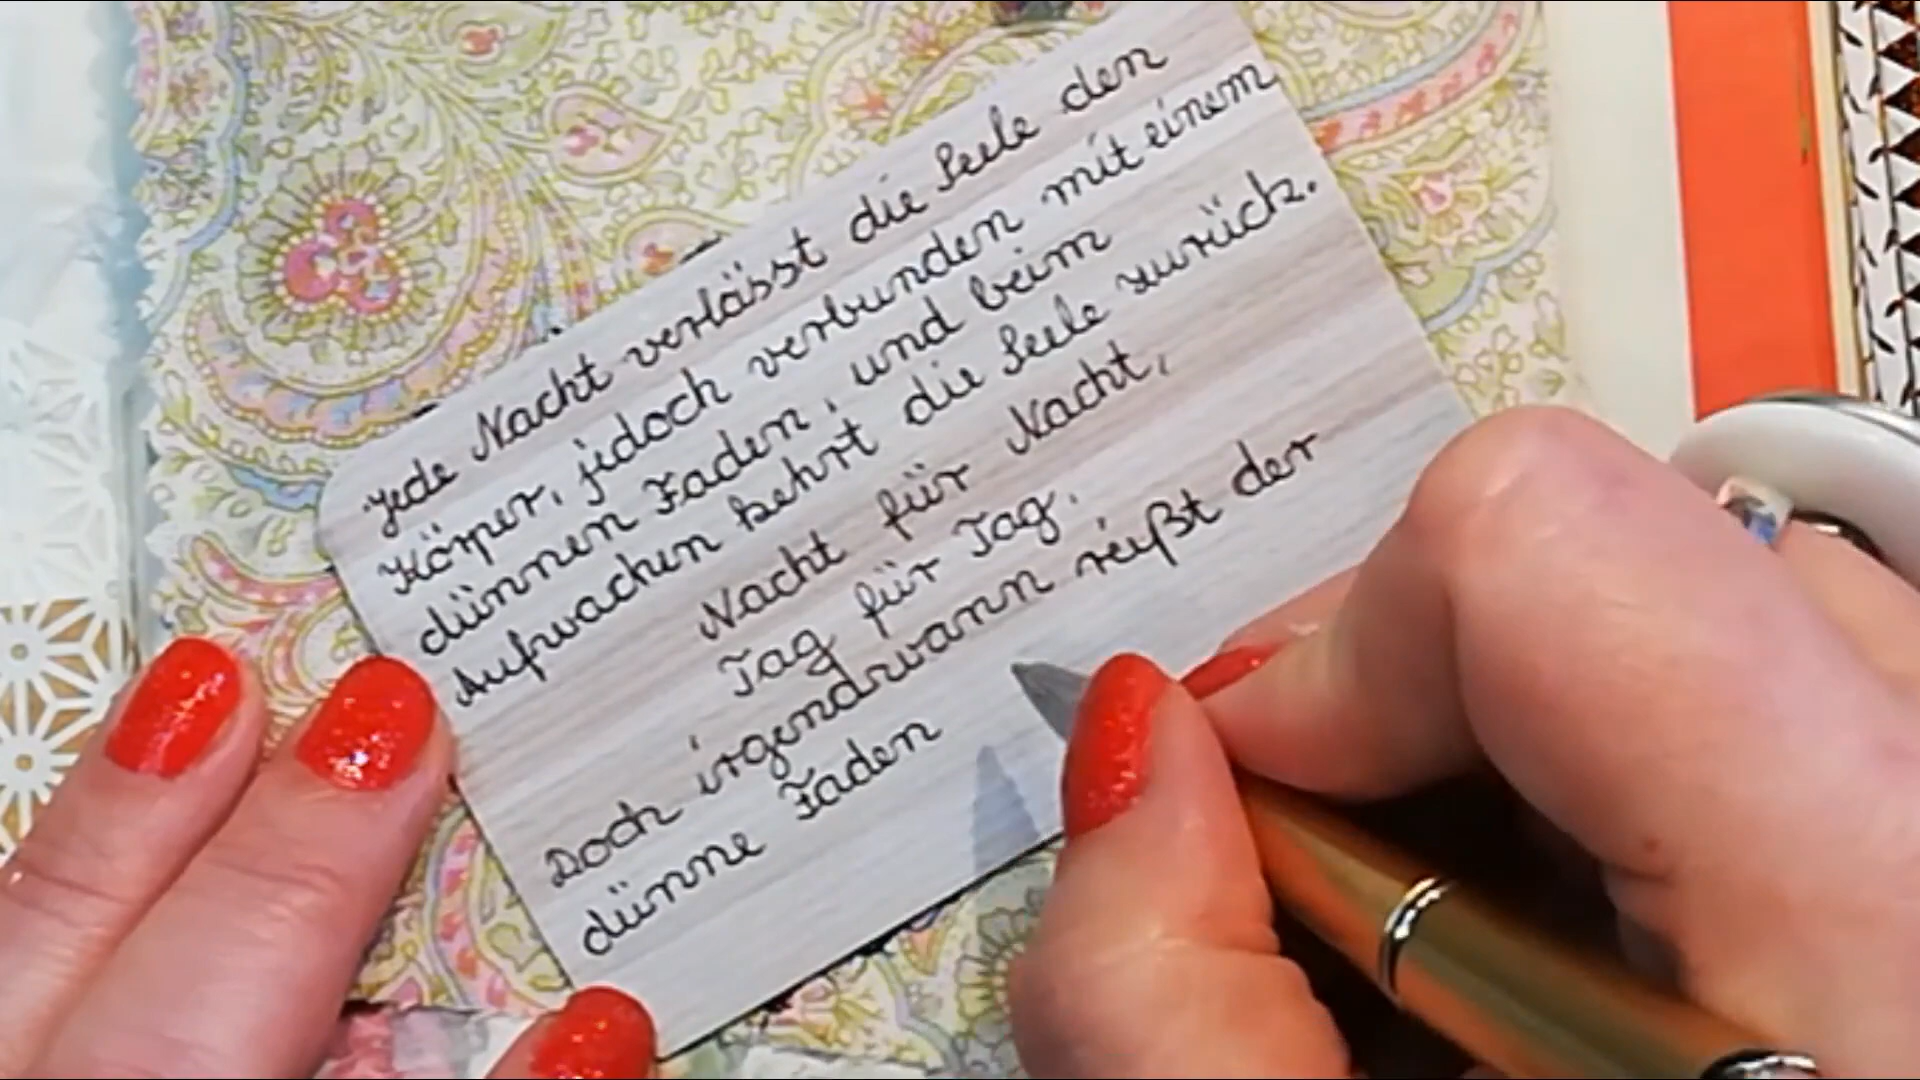 Jede Nacht verlässt die Seele den
Körper, jedoch verbunden mit einem
dünnen Faden, und beim
Aufwachen kehrt die Seele zurück.
Nacht für Nacht,
Tag für Tag.
Doch irgendwann reißt der
dünne Faden